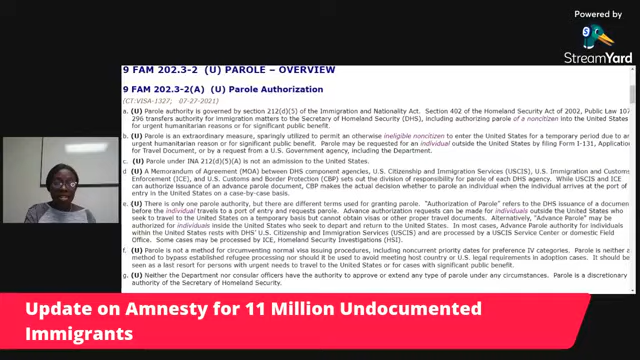 Powered by
StreamYard
9 FAM 202.3-2 (U) PAROLE – OVERVIEW
9 FAM 202.3-2(A) (U) Parole Authorization
(CT:VISA-1327; 07-27-2021)
a. (U) Parole authority is governed by section 212(d)(5) of the Immigration and Nationality Act. Section 402 of the Homeland Security Act of 2002, Public Law 107
296 transfers authority for immigration matters to the Secretary of Homeland Security (DHS), including authorizing parole of a noncitizen into the United States
for urgent humanitarian reasons or for significant public benefit.
b. (U) Parole is an extraordinary measure, sparingly utilized to permit an otherwise ineligible noncitizen to enter the United States for a temporary period due to an
urgent humanitarian reason or for significant public benefit. Parole may be requested for an individual outside the United States by filing Form I-131, Application
for Travel Document, or by a request from a U.S. Government agency, including the Department.
c. (U) Parole under INA 212(d)(5)(A) is not an admission to the United States.
d (U) A Memorandum of Agreement (MOA) between DHS component agencies, U.S. Citizenship and Immigration Services (USCIS), U.S. Immigration and Customs
Enforcement (ICE), and U.S. Customs and Border Protection (CBP) sets out the division of responsibility for parole of each DHS agency. While USCIS and ICE
can authorize issuance of an advance parole document, CBP makes the actual decision whether to parole an individual when the individual arrives at the port of
entry in the United States on a case-by-case basis.
e. (U) There is only one parole authority, but there are different terms used for granting parole. "Authorization of Parole" refers to the DHS issuance of a documen
before the individual travels to a port of entry and requests parole. Advance authorization requests can be made for individuals outside the United States who
seek to travel to the United States on a temporary basis but cannot obtain visas or other proper travel documents. Alternatively, "Advance Parole" may be
authorized for individuals inside the United States who seek to depart and return to the United States. In most cases, Advance Parole authority for individuals
within the United States rests with DHS' U.S. Citizenship and Immigration Services (USCIS) and are processed by a USCIS Service Center or domestic Field
Office. Some cases may be processed by ICE, Homeland Security Investigations (HSI).
f. (U) Parole is not a method for circumventing normal visa issuing procedures, including noncurrent priority dates for preference IV categories. Parole is neither a
method to bypass established refugee processing nor should it be used to avoid meeting host country or U.S. legal requirements in adoption cases. It should be
seen as a last resort for persons with urgent needs to travel to the United States or for cases with significant public benefit.
g. (U) Neither the Department nor consular officers have the authority to approve or extend any type of parole under any circumstances. Parole is a discretionary
authority of the Secretary of Homeland Security.
Update on Amnesty for 11 Million Undocumented
Immigrants